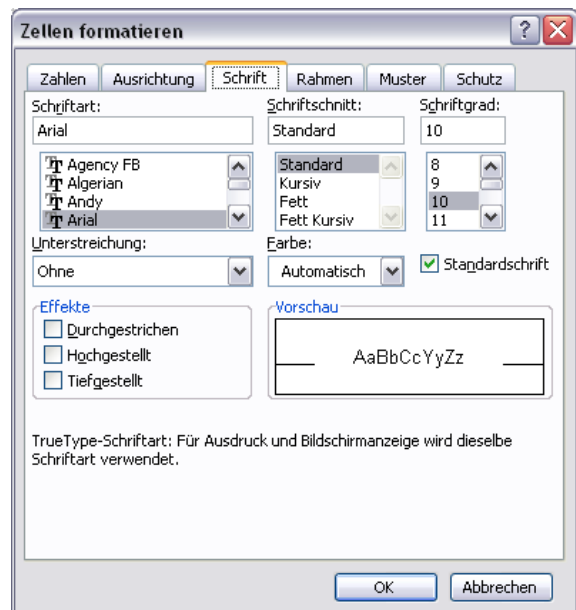 Zellen formatieren
Zahlen Ausrichtung Schrift Rahmen Muster Schutz
Schriftart: Schriftschnitt: Schriftgrad:
Arial Standard 10
Agency FB Standard 8
Algerian Kursiv 9
Andy Fett 10
Arial Fett Kursiv 11
Unterstreichung: Farbe:
Ohne Automatisch Standardschrift
Effekte Vorschau
Durchgestrichen
Hochgestellt AaBbCcYyZz
Tiefgestellt
TrueType-Schriftart: Für Ausdruck und Bildschirmanzeige wird dieselbe
Schriftart verwendet.
OK Abbrechen